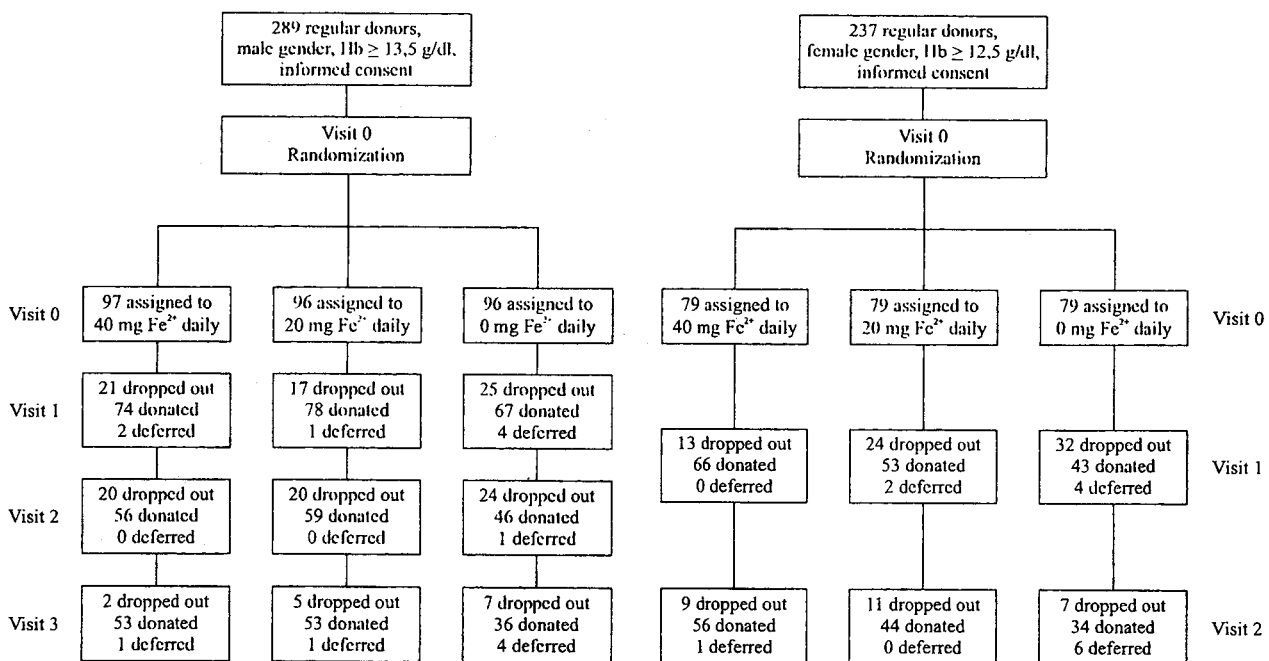 289 regular donors,
male gender, Hb ≥ 13,5 g/dl,
informed consent
Visit 0
Randomization
Visit 0
97 assigned to
40 mg Fe²⁺ daily
96 assigned to
20 mg Fe²⁺ daily
96 assigned to
0 mg Fe²⁺ daily
Visit 1
21 dropped out
74 donated
2 deferred
17 dropped out
78 donated
1 deferred
25 dropped out
67 donated
4 deferred
Visit 2
20 dropped out
56 donated
0 deferred
20 dropped out
59 donated
0 deferred
24 dropped out
46 donated
1 deferred
Visit 3
2 dropped out
53 donated
1 deferred
5 dropped out
53 donated
1 deferred
7 dropped out
36 donated
4 deferred
237 regular donors,
female gender, Hb ≥ 12,5 g/dl,
informed consent
Visit 0
Randomization
79 assigned to
40 mg Fe²⁺ daily
79 assigned to
20 mg Fe²⁺ daily
79 assigned to
0 mg Fe²⁺ daily
Visit 0
13 dropped out
66 donated
0 deferred
24 dropped out
53 donated
2 deferred
32 dropped out
43 donated
4 deferred
Visit 1
9 dropped out
56 donated
1 deferred
11 dropped out
44 donated
0 deferred
7 dropped out
34 donated
6 deferred
Visit 2